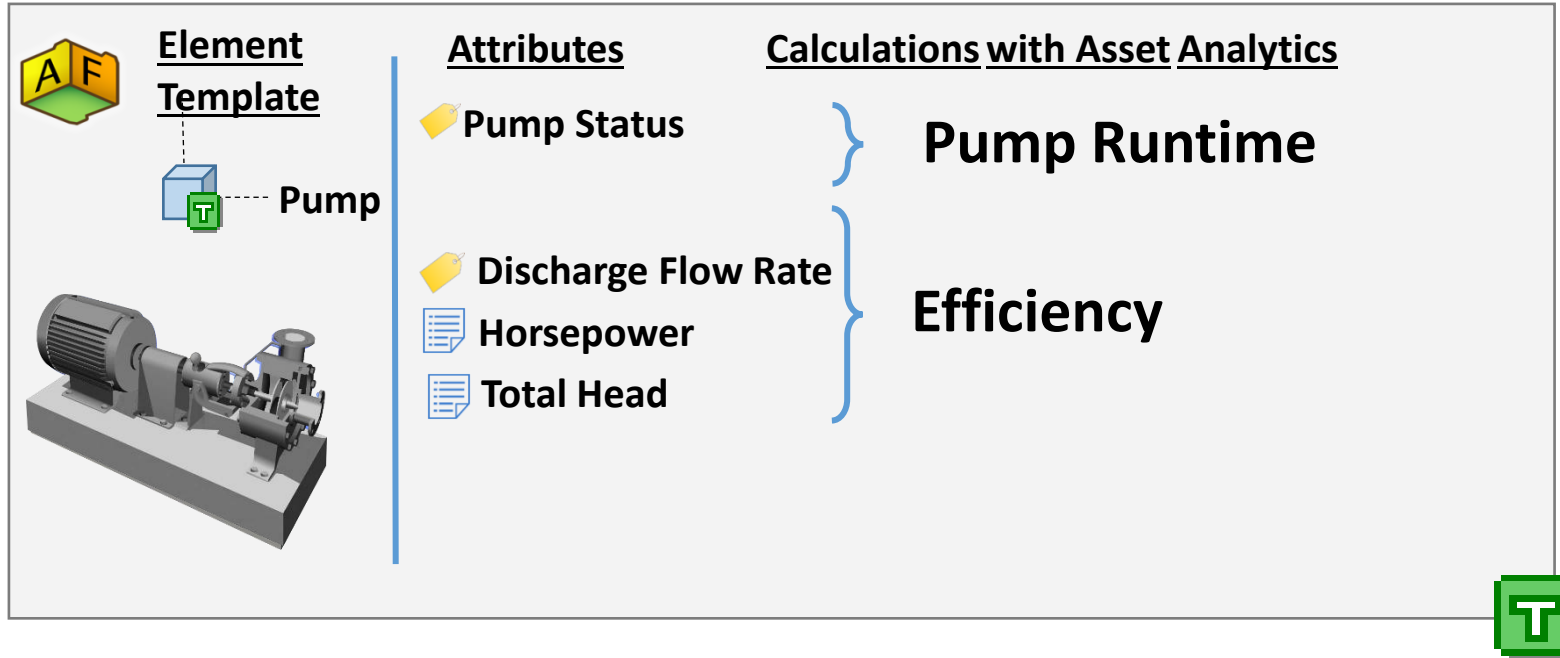 A F
Element
Template
T
Pump
Attributes
Calculations with Asset Analytics
Pump Status
Pump Runtime
Discharge Flow Rate
Horsepower
Total Head
Efficiency
T